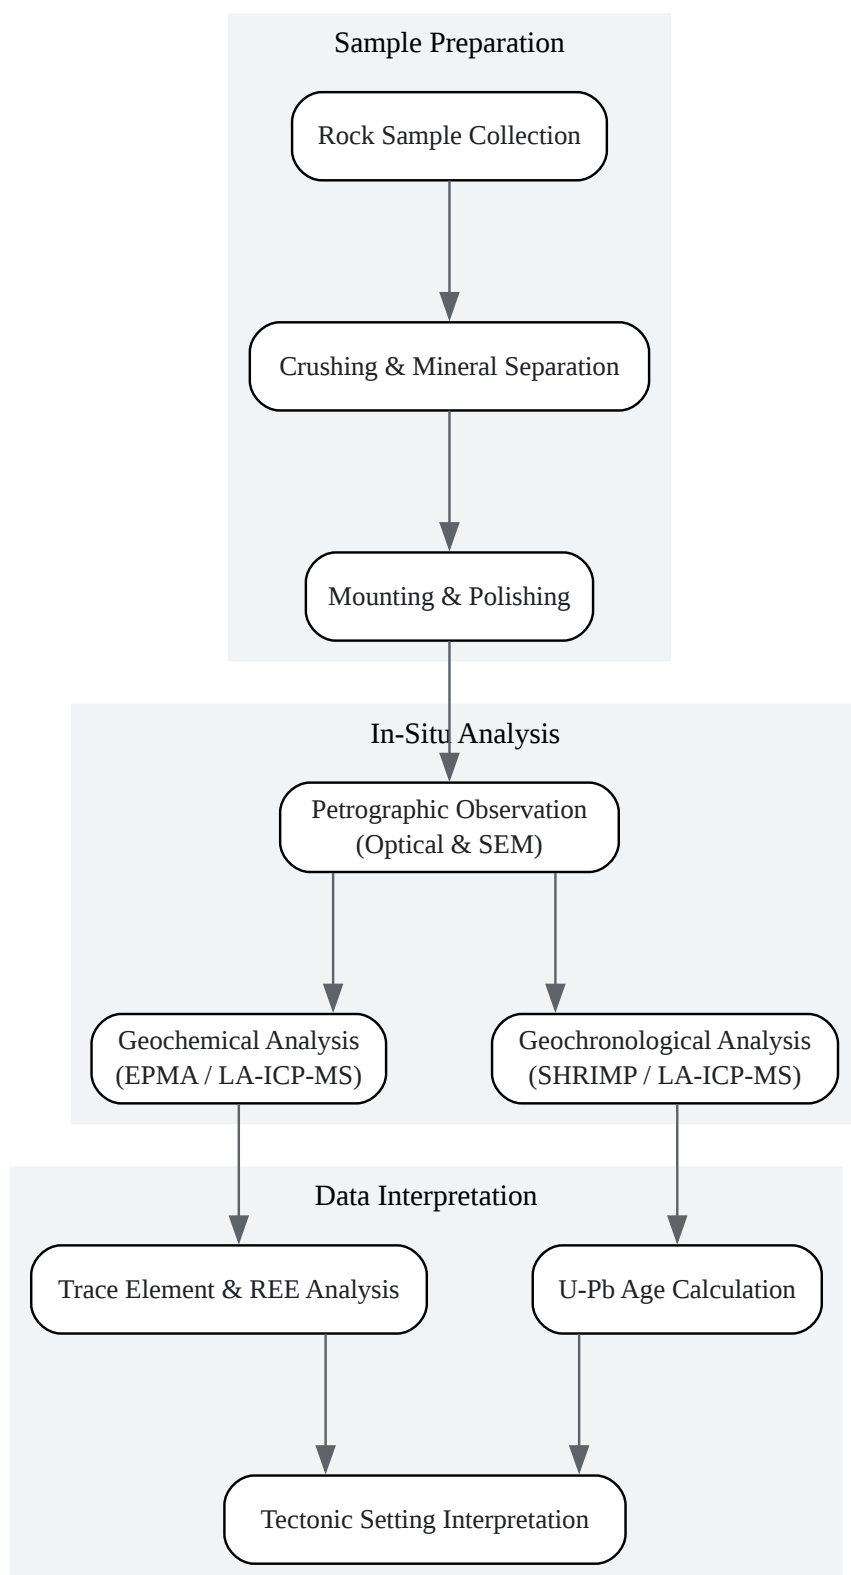 Sample Preparation
Rock Sample Collection
Crushing & Mineral Separation
Mounting & Polishing
In-Situ Analysis
Petrographic Observation
(Optical & SEM)
Geochemical Analysis
(EPMA / LA-ICP-MS)
Geochronological Analysis
(SHRIMP / LA-ICP-MS)
Data Interpretation
Trace Element & REE Analysis
U-Pb Age Calculation
Tectonic Setting Interpretation